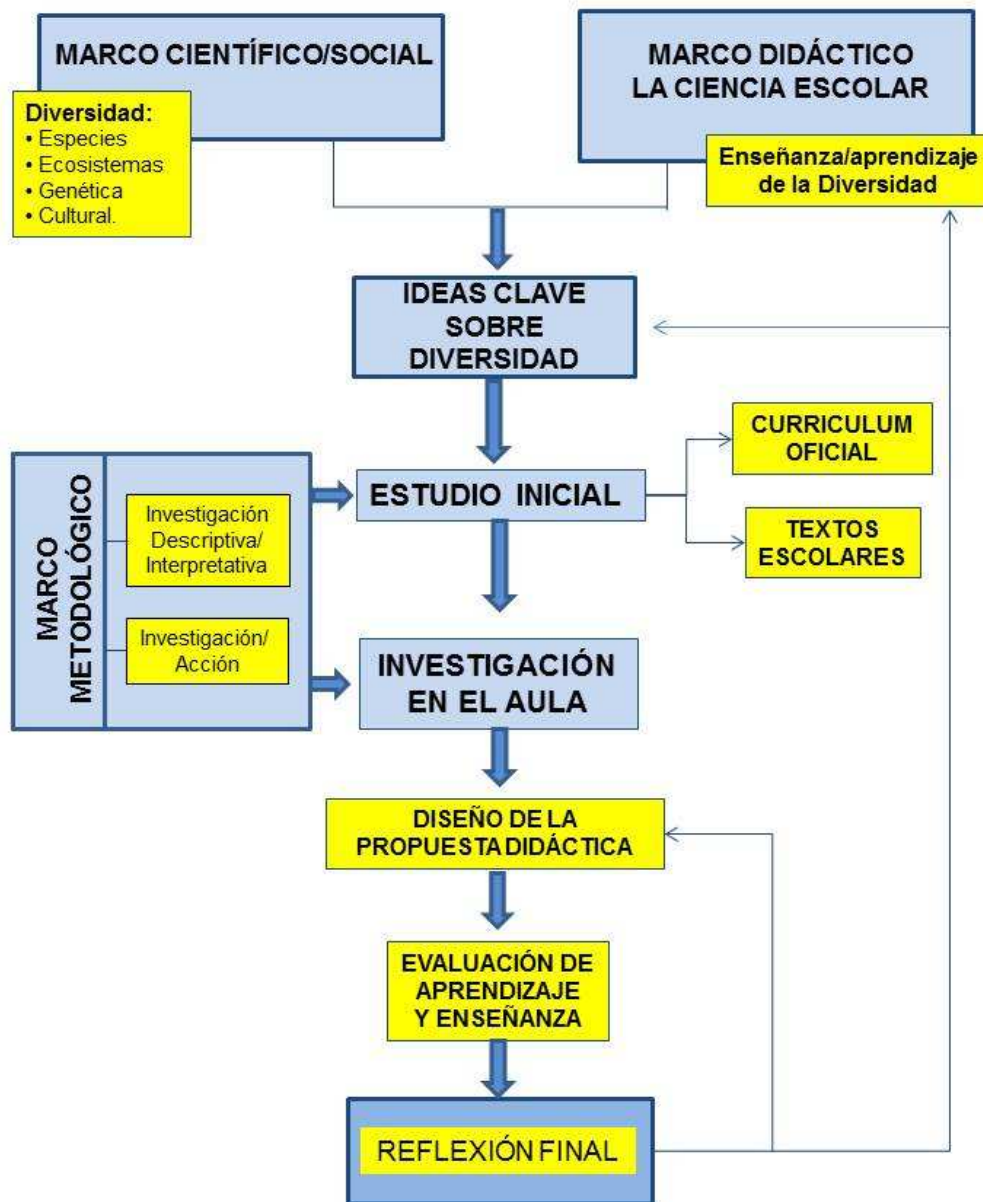 MARCO CIENTÍFICO/SOCIAL
Diversidad:
• Especies
• Ecosistemas
• Genética
• Cultural.
MARCO DIDÁCTICO
LA CIENCIA ESCOLAR
Enseñanza/aprendizaje
de la Diversidad
IDEAS CLAVE
SOBRE
DIVERSIDAD
CURRICULUM
OFICIAL
MARCO
METODOLÓGICO
Investigación
Descriptiva/
Interpretativa
Investigación/
Acción
ESTUDIO INICIAL
TEXTOS
ESCOLARES
INVESTIGACIÓN
EN EL AULA
DISEÑO DE LA
PROPUESTA DIDÁCTICA
EVALUACIÓN DE
APRENDIZAJE
Y ENSEÑANZA
REFLEXIÓN FINAL